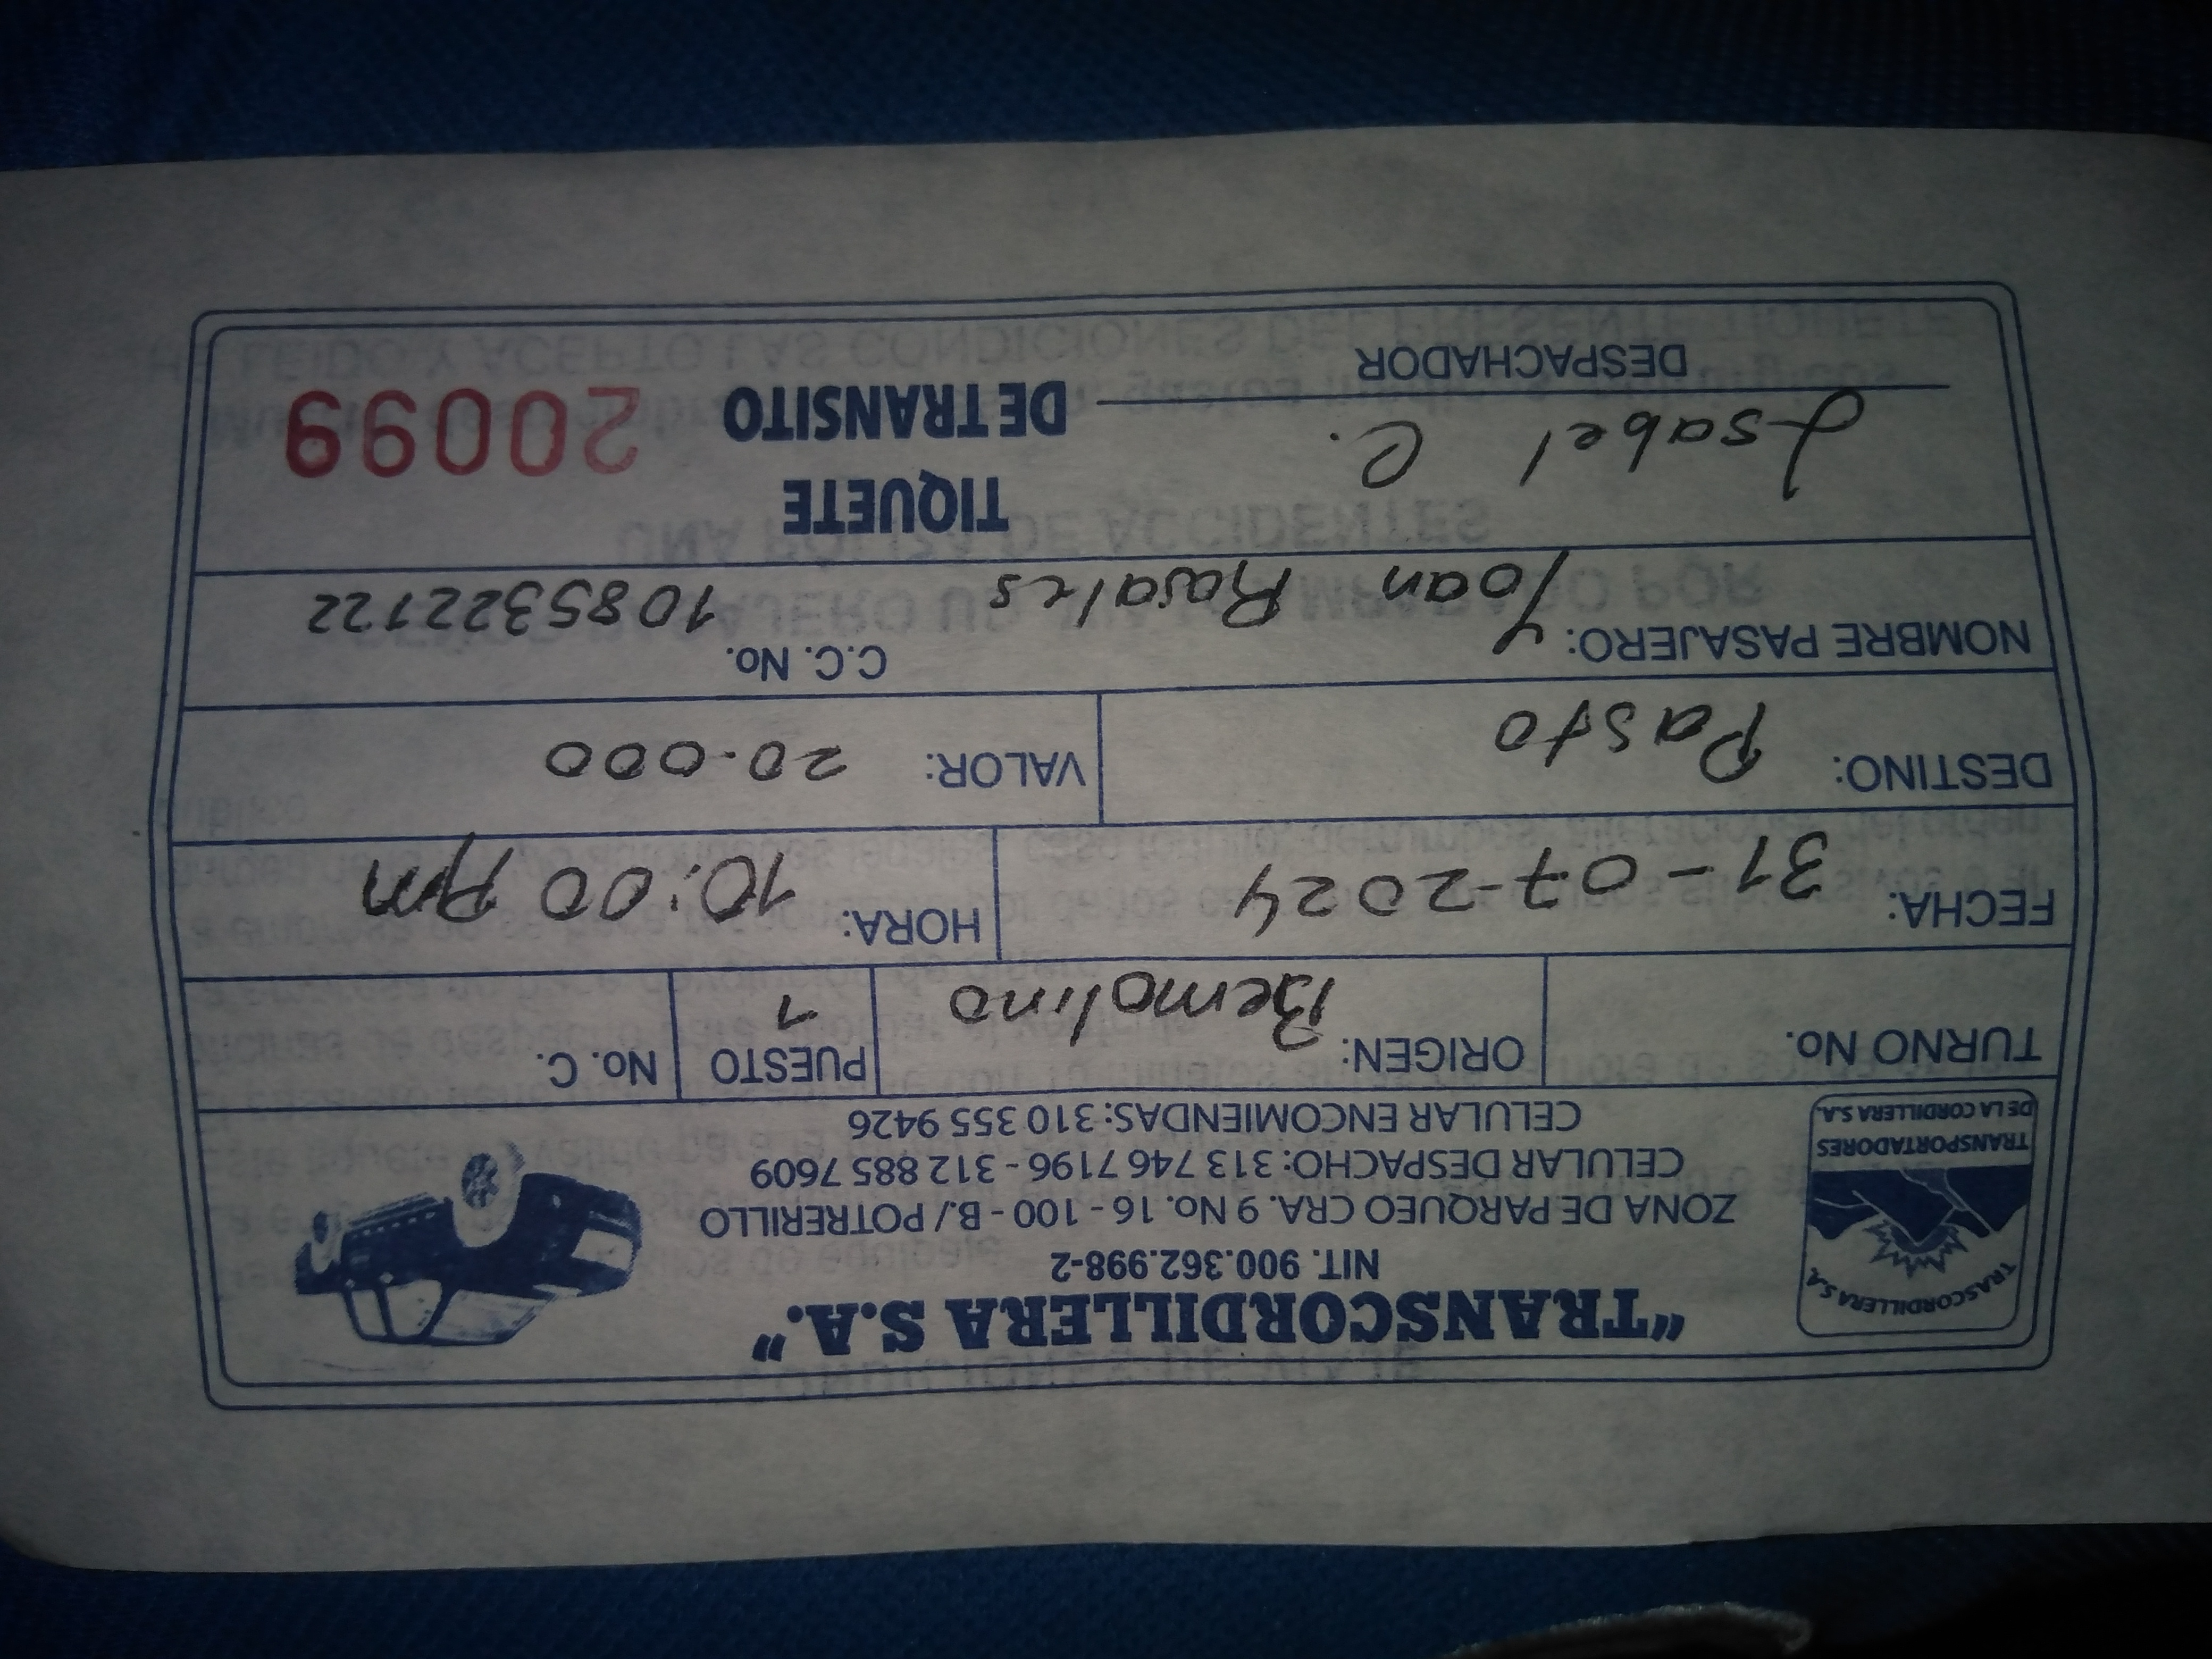 "TRANSCORDILLERA S.A."
NIT. 900.362.998-2
ZONA DE PARQUEO CRA. 9 No. 16 - 100 - B./ POTRERILLO
CELULAR DESPACHO: 313 746 7196 - 312 885 7609
CELULAR ENCOMIENDAS: 310 355 9426
TRASCORDILLERA S.A.
TRANSPORTADORES
DE LA CORDILLERA S.A.
TURNO No. ORIGEN: Remolino PUESTO 1 No. C.
FECHA: 31-07-2024 HORA: 10:00 Am
DESTINO: Pasto VALOR: 20.000
NOMBRE PASAJERO: Yoan Rosales C.C. No. 1085322122
Isabel C.
DESPACHADOR
TIQUETE
DE TRANSITO 20099